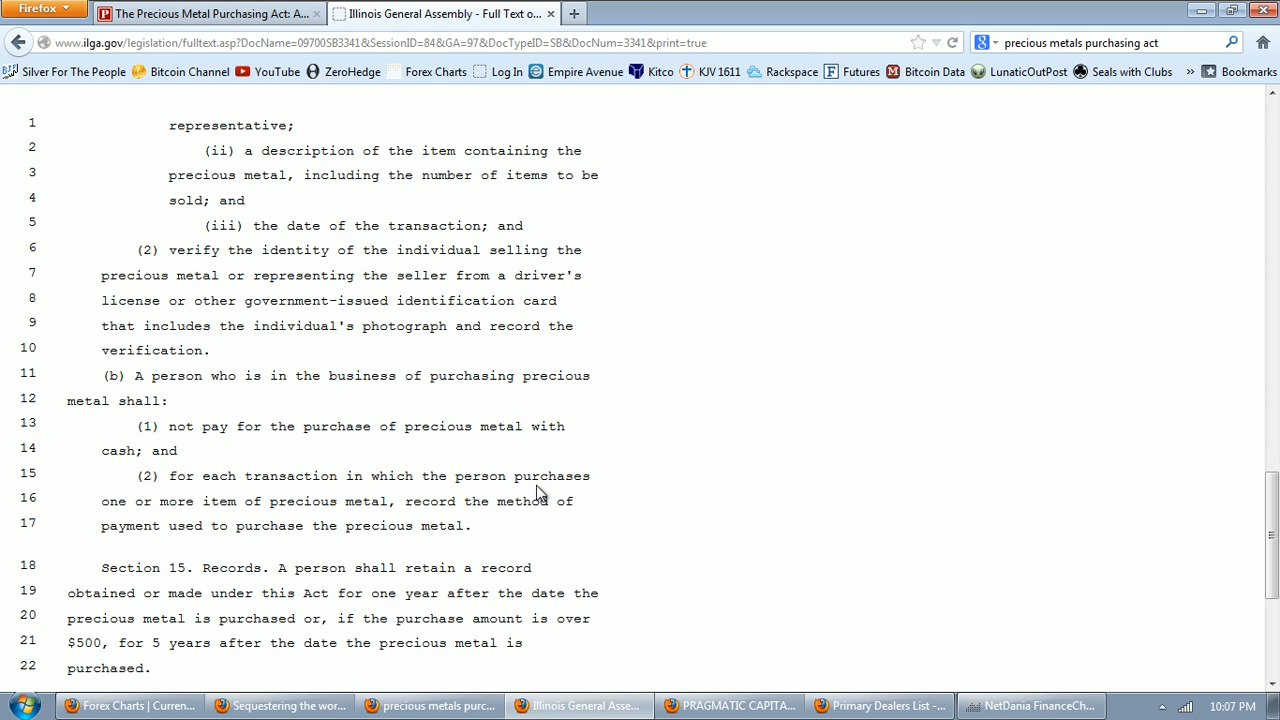 Firefox
The Precious Metal Purchasing Act: A...
Illinois General Assembly - Full Text o...
www.ilga.gov/legislation/fulltext.asp?DocName=09700SB3341&SessionID=84&GA=97&DocTypeID=SB&DocNum=3341&print=true
precious metals purchasing act
Silver For The People Bitcoin Channel YouTube ZeroHedge Forex Charts Log In Empire Avenue Kitco KJV 1611 Rackspace Futures Bitcoin Data LunaticOutPost Seals with Clubs » Bookmarks
1 representative;
2 (ii) a description of the item containing the
3 precious metal, including the number of items to be
4 sold; and
5 (iii) the date of the transaction; and
6 (2) verify the identity of the individual selling the
7 precious metal or representing the seller from a driver's
8 license or other government-issued identification card
9 that includes the individual's photograph and record the
10 verification.
11 (b) A person who is in the business of purchasing precious
12 metal shall:
13 (1) not pay for the purchase of precious metal with
14 cash; and
15 (2) for each transaction in which the person purchases
16 one or more item of precious metal, record the method of
17 payment used to purchase the precious metal.
18 Section 15. Records. A person shall retain a record
19 obtained or made under this Act for one year after the date the
20 precious metal is purchased or, if the purchase amount is over
21 $500, for 5 years after the date the precious metal is
22 purchased.
Forex Charts | Curren... Sequestering the wor... precious metals purc... Illinois General Asse... PRAGMATIC CAPITA... Primary Dealers List -... NetDania FinanceCh... 10:07 PM